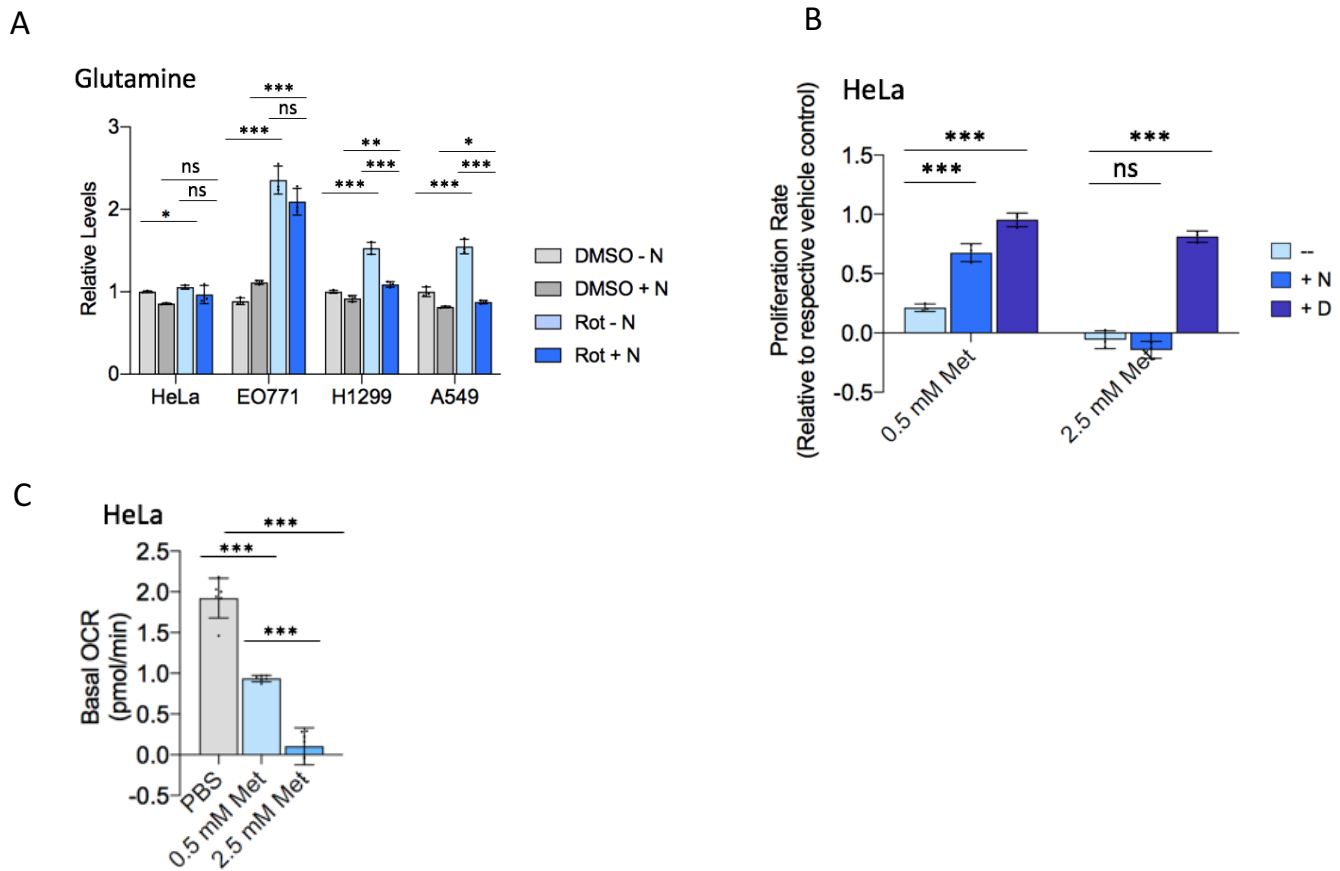 A
Glutamine
***
ns
***
ns
ns
*
**
***
***
*
***
***
Relative Levels
3
2
1
0
HeLa EO771 H1299 A549
DMSO - N
DMSO + N
Rot - N
Rot + N
B
HeLa
Proliferation Rate
(Relative to respective vehicle control)
***
***
***
ns
1.5
1.0
0.5
0.0
-0.5
0.5 mM Met
2.5 mM Met
--
+ N
+ D
C
HeLa
***
***
***
Basal OCR
(pmol/min)
2.5
2.0
1.5
1.0
0.5
0.0
-0.5
PBS
0.5 mM Met
2.5 mM Met